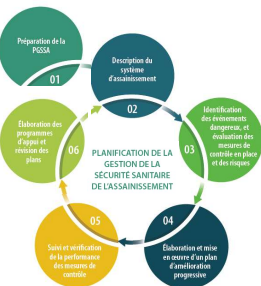 Préparation de la
PGSSA
01
Description du
système
d'assainissement
02
Identification
des événements
dangereux, et
évaluation des
mesures de
contrôle en place
et des risques
03
04
Élaboration et mise
en œuvre d'un plan
d'amélioration
progressive
05
Suivi et vérification
de la performance
des mesures de
contrôle
Élaboration des
programmes
d'appui et
révision des
plans
06
PLANIFICATION DE LA
GESTION DE LA
SÉCURITÉ SANITAIRE
DE L'ASSAINISSEMENT